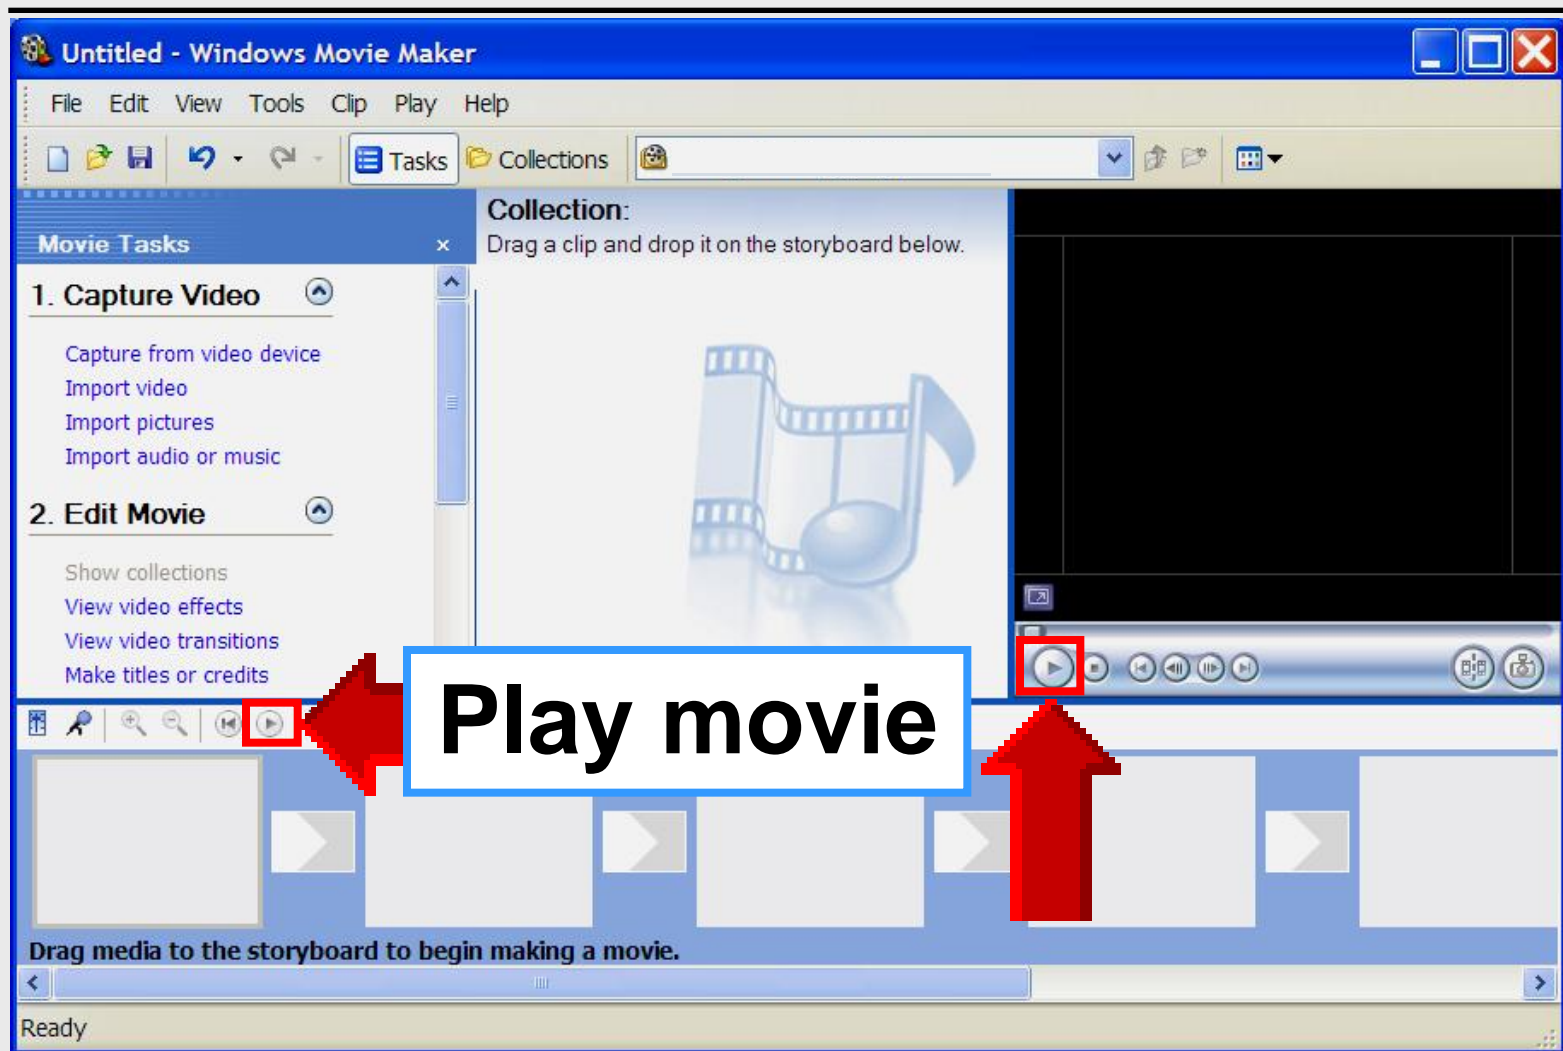 Untitled - Windows Movie Maker
File Edit View Tools Clip Play Help
Tasks Collections
Movie Tasks
1. Capture Video
Capture from video device
Import video
Import pictures
Import audio or music
2. Edit Movie
Show collections
View video effects
View video transitions
Make titles or credits
Collection:
Drag a clip and drop it on the storyboard below.
Play movie
Drag media to the storyboard to begin making a movie.
Ready